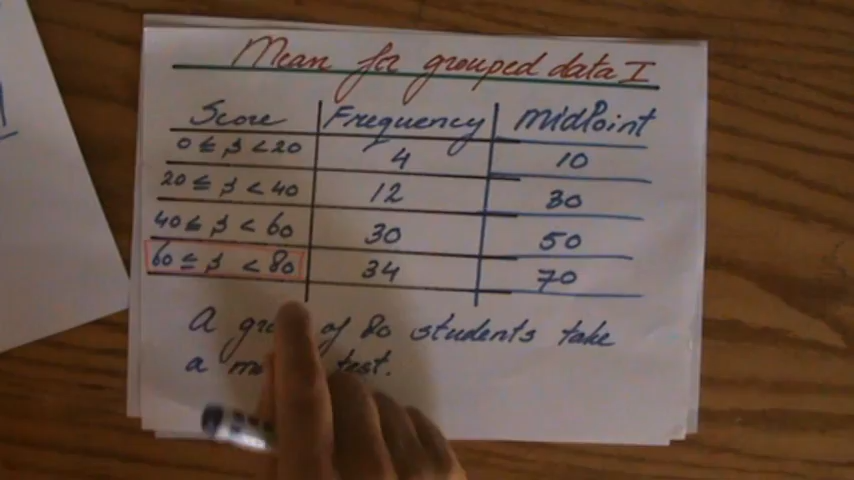 Mean for grouped data I
Score Frequency MidPoint
0 ≤ s < 20 4 10
20 ≤ s < 40 12 30
40 ≤ s < 60 30 50
60 ≤ s < 80 34 70
A of 80 students take
a test.